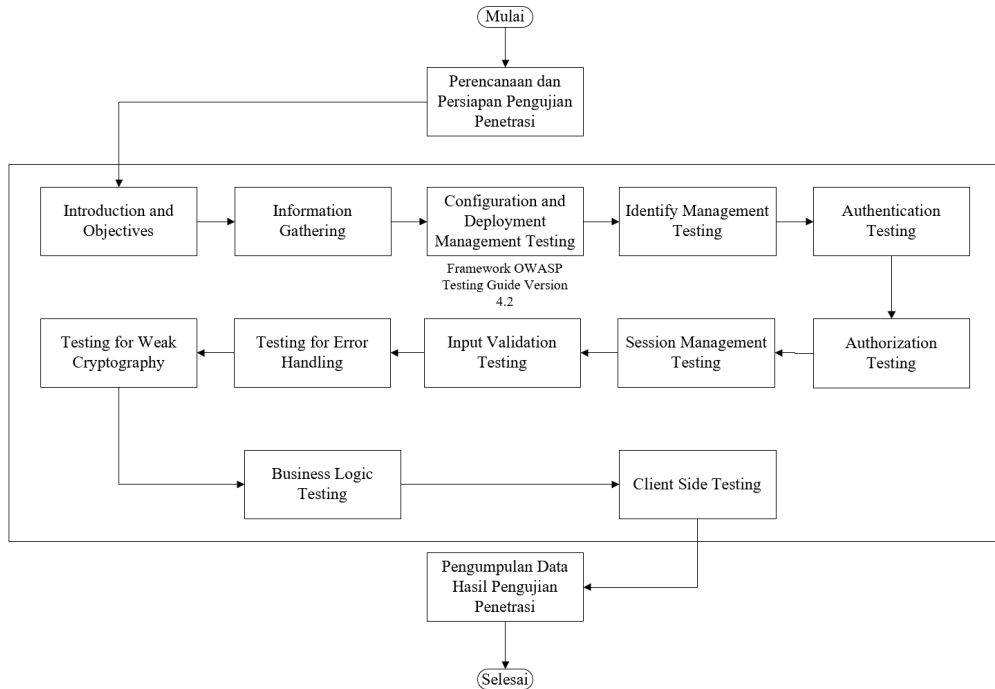 Mulai
Perencanaan dan
Persiapan Pengujian
Penetrasi
Introduction and
Objectives
Information
Gathering
Configuration and
Deployment
Management Testing
Identify Management
Testing
Authentication
Testing
Framework OWASP
Testing Guide Version
4.2
Authorization
Testing
Session Management
Testing
Input Validation
Testing
Testing for Error
Handling
Testing for Weak
Cryptography
Business Logic
Testing
Client Side Testing
Pengumpulan Data
Hasil Pengujian
Penetrasi
Selesai